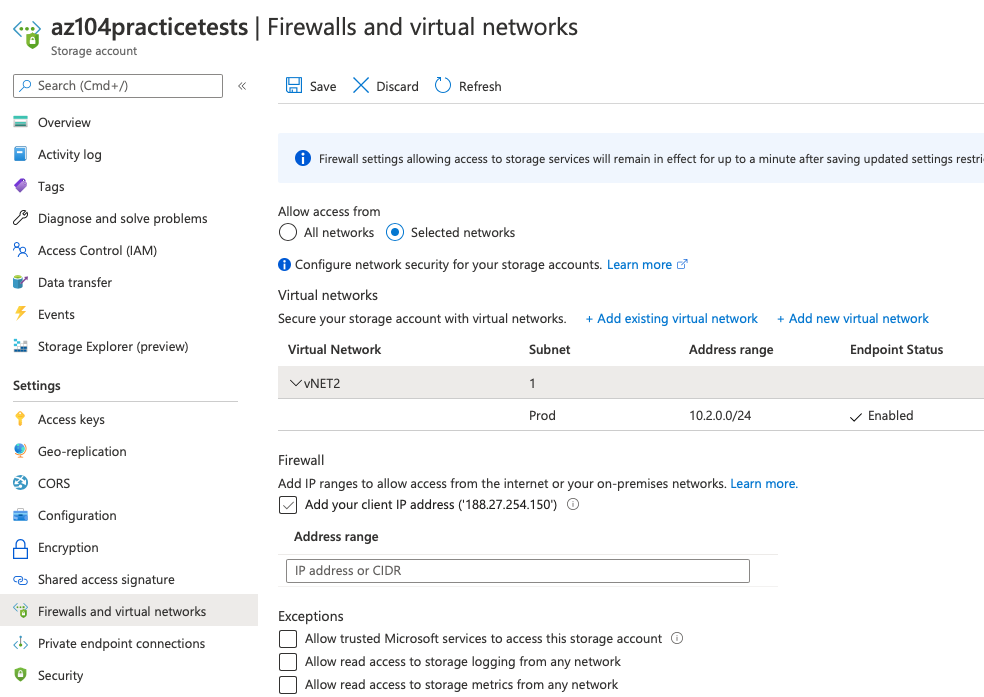 az104practicetests | Firewalls and virtual networks
Storage account
Search (Cmd+/)
«
Overview
Activity log
Tags
Diagnose and solve problems
Access Control (IAM)
Data transfer
Events
Storage Explorer (preview)
Settings
Access keys
Geo-replication
CORS
Configuration
Encryption
Shared access signature
Firewalls and virtual networks
Private endpoint connections
Security
Save Discard Refresh
Firewall settings allowing access to storage services will remain in effect for up to a minute after saving updated settings restri
Allow access from
All networks Selected networks
Configure network security for your storage accounts. Learn more
Virtual networks
Secure your storage account with virtual networks. + Add existing virtual network + Add new virtual network
Virtual Network Subnet Address range Endpoint Status
vNET2 1
Prod 10.2.0.0/24 Enabled
Firewall
Add IP ranges to allow access from the internet or your on-premises networks. Learn more.
Add your client IP address ('188.27.254.150')
Address range
IP address or CIDR
Exceptions
Allow trusted Microsoft services to access this storage account
Allow read access to storage logging from any network
Allow read access to storage metrics from any network